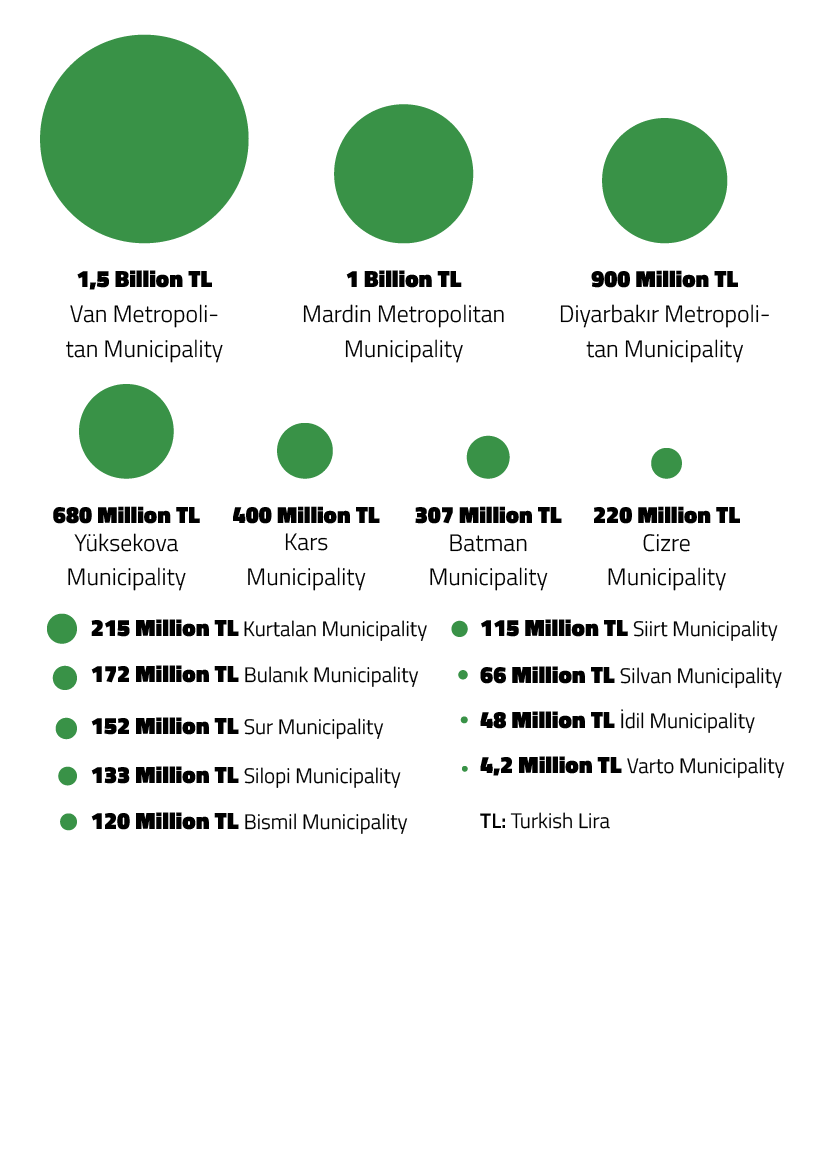 1,5 Billion TL
Van Metropoli-
tan Municipality
1 Billion TL
Mardin Metropolitan
Municipality
900 Million TL
Diyarbakır Metropoli-
tan Municipality
680 Million TL
Yüksekova
Municipality
400 Million TL
Kars
Municipality
307 Million TL
Batman
Municipality
220 Million TL
Cizre
Municipality
215 Million TL Kurtalan Municipality
172 Million TL Bulanık Municipality
152 Million TL Sur Municipality
133 Million TL Silopi Municipality
120 Million TL Bismil Municipality
115 Million TL Siirt Municipality
66 Million TL Silvan Municipality
48 Million TL İdil Municipality
4,2 Million TL Varto Municipality
TL: Turkish Lira